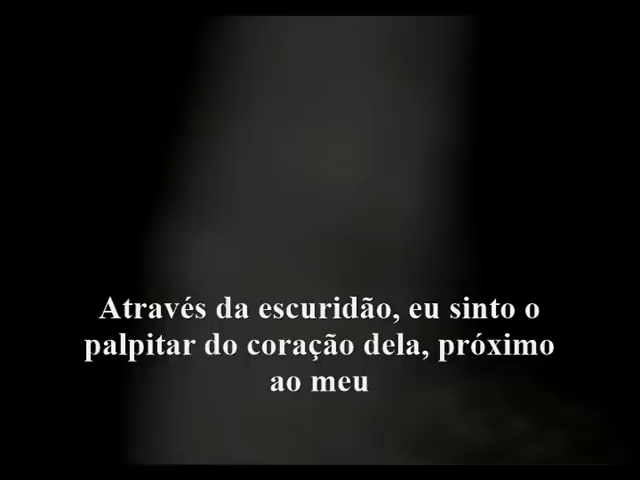 Através da escuridão, eu sinto o
palpitar do coração dela, próximo
ao meu